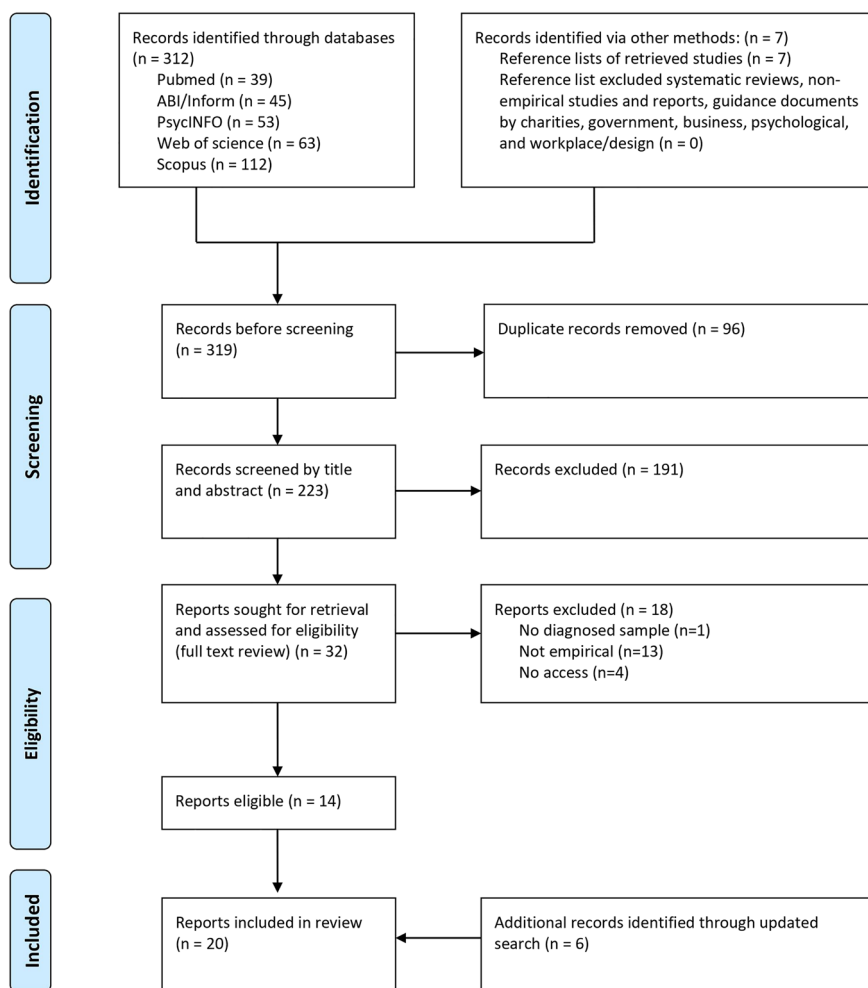 Identification
Records identified through databases
(n = 312)
Pubmed (n = 39)
ABI/Inform (n = 45)
PsycINFO (n = 53)
Web of science (n = 63)
Scopus (n = 112)
Records identified via other methods: (n = 7)
Reference lists of retrieved studies (n = 7)
Reference list excluded systematic reviews, non-
empirical studies and reports, guidance documents
by charities, government, business, psychological,
and workplace/design (n = 0)
Screening
Records before screening
(n = 319)
Duplicate records removed (n = 96)
Records screened by title
and abstract (n = 223)
Records excluded (n = 191)
Eligibility
Reports sought for retrieval
and assessed for eligibility
(full text review) (n = 32)
Reports excluded (n = 18)
No diagnosed sample (n=1)
Not empirical (n=13)
No access (n=4)
Reports eligible (n = 14)
Included
Reports included in review
(n = 20)
Additional records identified through updated
search (n = 6)